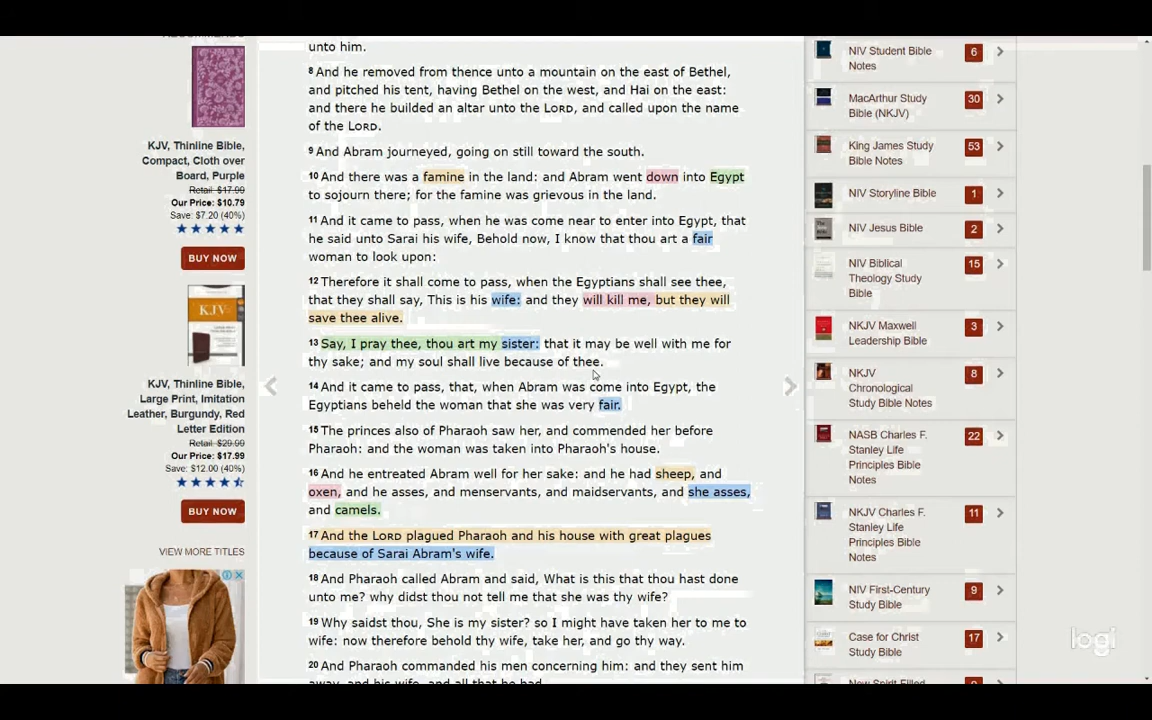 unto him.
8 And he removed from thence unto a mountain on the east of Bethel,
and pitched his tent, having Bethel on the west, and Hai on the east:
and there he builded an altar unto the LORD, and called upon the name
of the LORD.
9 And Abram journeyed, going on still toward the south.
10 And there was a famine in the land: and Abram went down into Egypt
to sojourn there; for the famine was grievous in the land.
11 And it came to pass, when he was come near to enter into Egypt, that
he said unto Sarai his wife, Behold now, I know that thou art a fair
woman to look upon:
12 Therefore it shall come to pass, when the Egyptians shall see thee,
that they shall say, This is his wife: and they will kill me, but they will
save thee alive.
13 Say, I pray thee, thou art my sister: that it may be well with me for
thy sake; and my soul shall live because of thee.
14 And it came to pass, that, when Abram was come into Egypt, the
Egyptians beheld the woman that she was very fair.
15 The princes also of Pharaoh saw her, and commended her before
Pharaoh: and the woman was taken into Pharaoh's house.
16 And he entreated Abram well for her sake: and he had sheep, and
oxen, and he asses, and menservants, and maidservants, and she asses,
and camels.
17 And the LORD plagued Pharaoh and his house with great plagues
because of Sarai Abram's wife.
18 And Pharaoh called Abram and said, What is this that thou hast done
unto me? why didst thou not tell me that she was thy wife?
19 Why saidst thou, She is my sister? so I might have taken her to me to
wife: now therefore behold thy wife, take her, and go thy way.
20 And Pharaoh commanded his men concerning him: and they sent him
away, and his wife, and all that he had.
KJV, Thinline Bible,
Compact, Cloth over
Board, Purple
Retail: $17.99
Our Price: $10.79
Save: $7.20 (40%)
BUY NOW
KJV
KJV, Thinline Bible,
Large Print, Imitation
Leather, Burgundy, Red
Letter Edition
Retail: $29.99
Our Price: $17.99
Save: $12.00 (40%)
BUY NOW
VIEW MORE TITLES
NIV Student Bible
Notes
6
MacArthur Study
Bible (NKJV)
30
King James Study
Bible Notes
53
NIV Storyline Bible
1
NIV Jesus Bible
2
NIV Biblical
Theology Study
Bible
15
NKJV Maxwell
Leadership Bible
3
NKJV
Chronological
Study Bible Notes
8
NASB Charles F.
Stanley Life
Principles Bible
Notes
22
NKJV Charles F.
Stanley Life
Principles Bible
Notes
11
NIV First-Century
Study Bible
9
Case for Christ
Study Bible
17
New Spirit Filled
logi